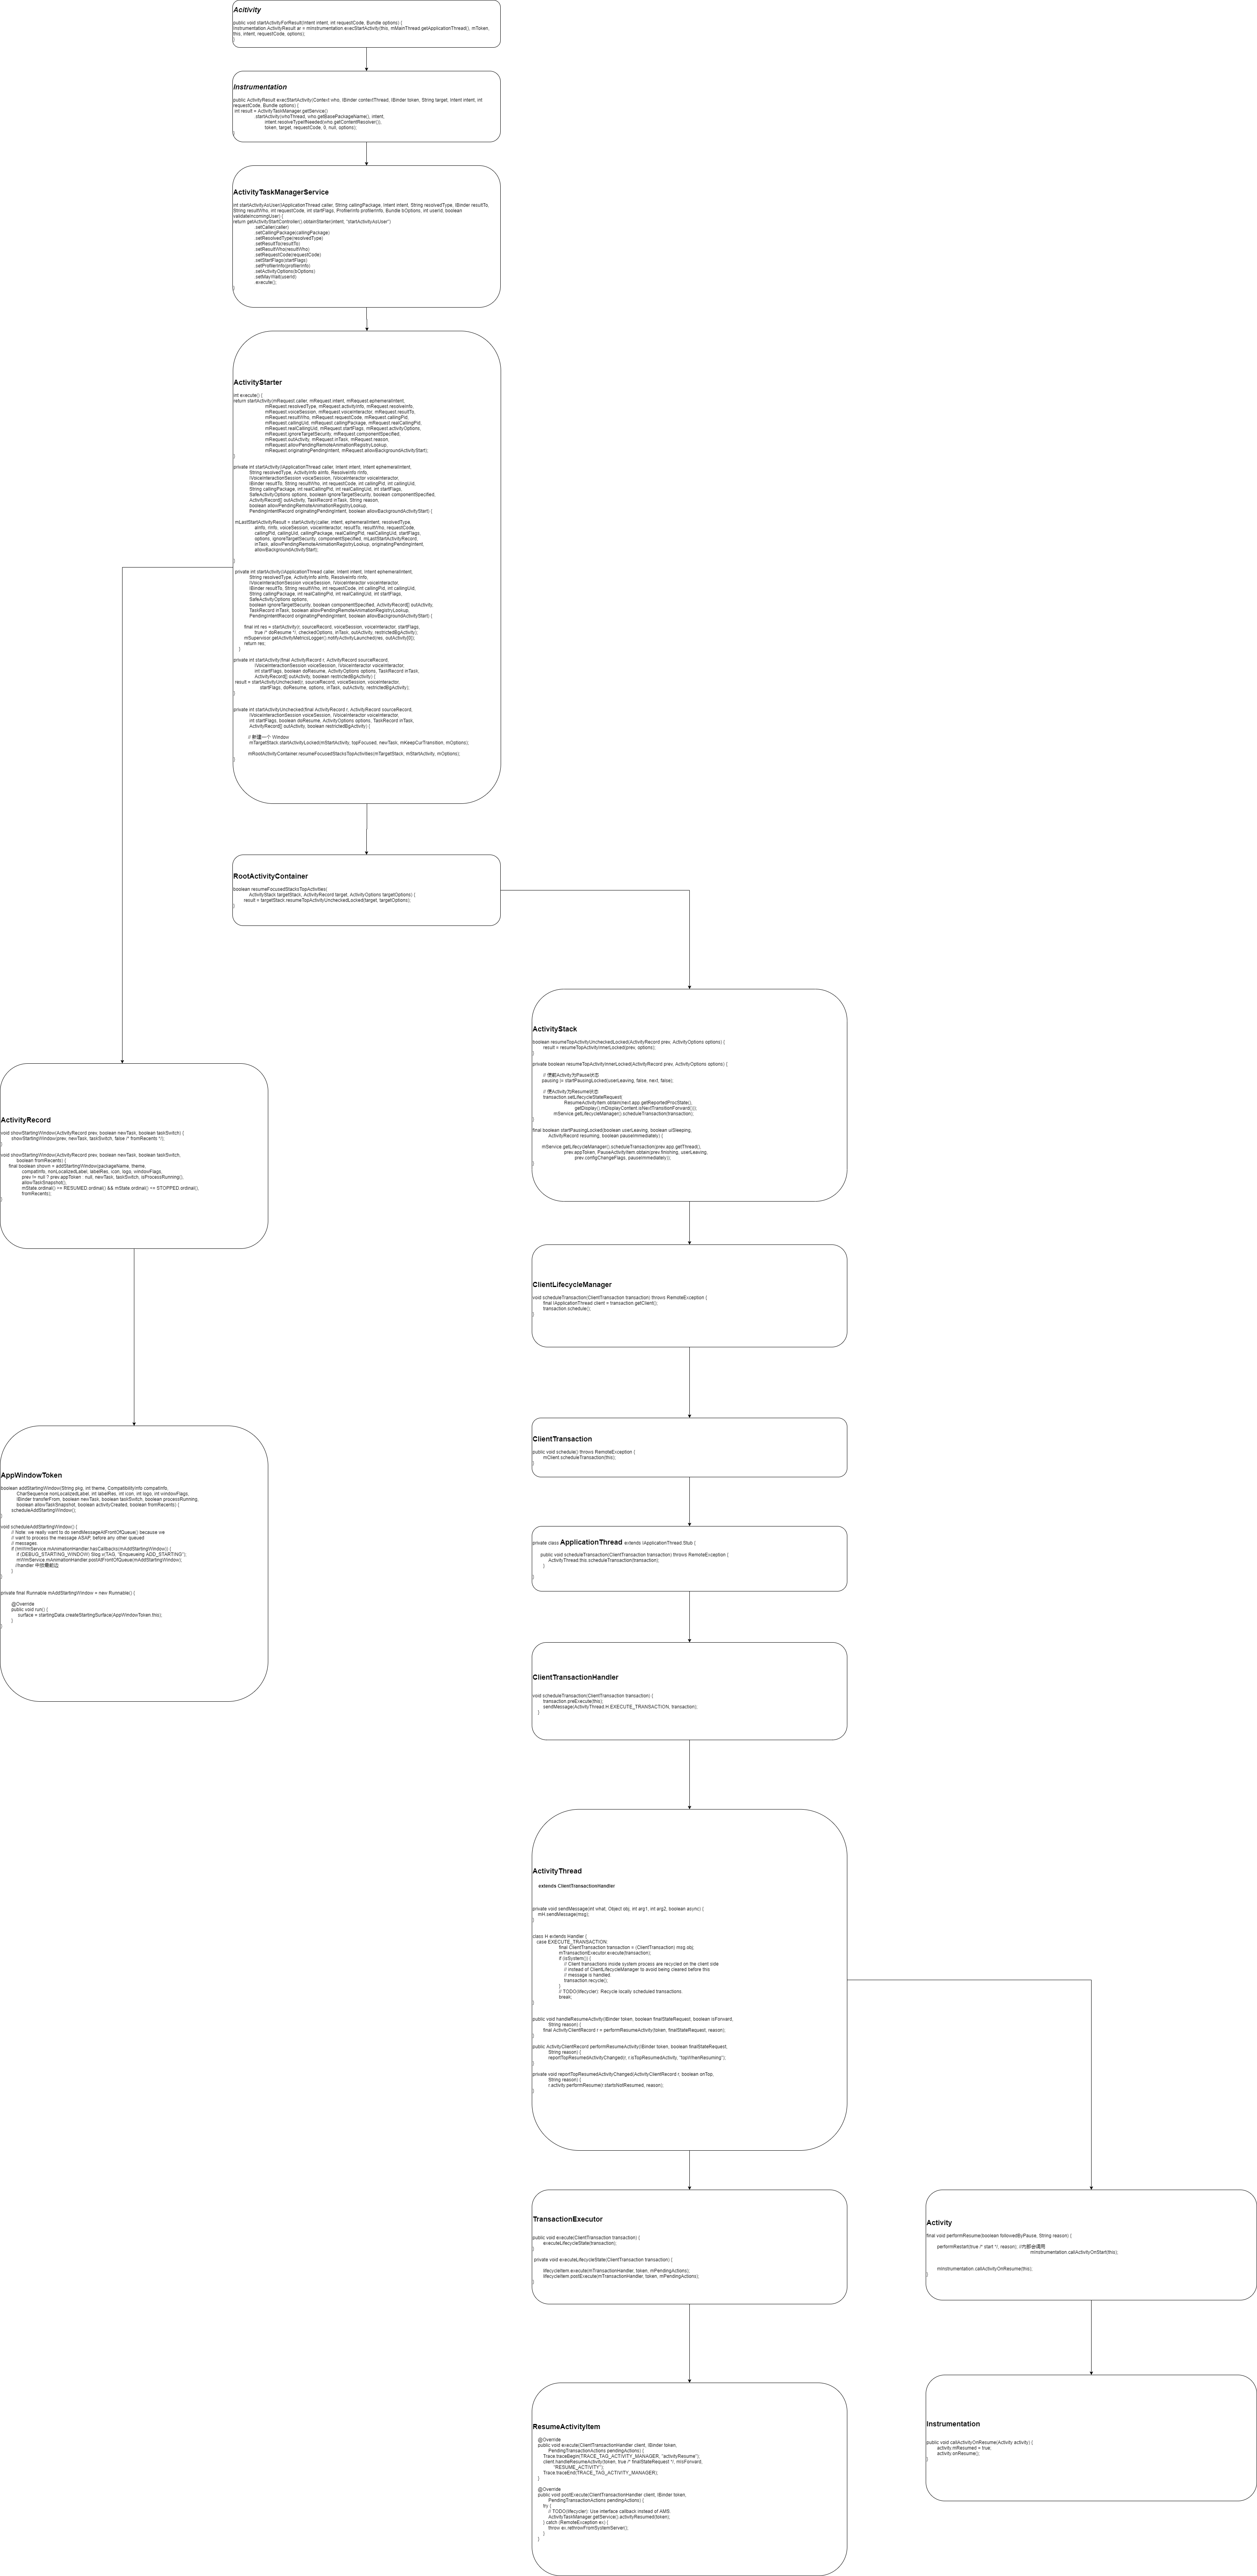 Acitivity
public void startActivityForResult(Intent intent, int requestCode, Bundle options) {
Instrumentation.ActivityResult ar = mInstrumentation.execStartActivity(this, mMainThread.getApplicationThread(), mToken,
this, intent, requestCode, options);
}
Instrumentation
public ActivityResult execStartActivity(Context who, IBinder contextThread, IBinder token, String target, Intent intent, int
requestCode, Bundle options) {
int result = ActivityTaskManager.getService()
.startActivity(whoThread, who.getBasePackageName(), intent,
intent.resolveTypeIfNeeded(who.getContentResolver()),
token, target, requestCode, 0, null, options);
}
ActivityTaskManagerService
int startActivityAsUser(IApplicationThread caller, String callingPackage, Intent intent, String resolvedType, IBinder resultTo,
String resultWho, int requestCode, int startFlags, ProfilerInfo profilerInfo, Bundle bOptions, int userId, boolean
validateIncomingUser) {
return getActivityStartController().obtainStarter(intent, "startActivityAsUser")
.setCaller(caller)
.setCallingPackage(callingPackage)
.setResolvedType(resolvedType)
.setResultTo(resultTo)
.setResultWho(resultWho)
.setRequestCode(requestCode)
.setStartFlags(startFlags)
.setProfilerInfo(profilerInfo)
.setActivityOptions(bOptions)
.setMayWait(userId)
.execute();
}
ActivityStarter
int execute() {
return startActivity(mRequest.caller, mRequest.intent, mRequest.ephemeralIntent,
mRequest.resolvedType, mRequest.activityInfo, mRequest.resolveInfo,
mRequest.voiceSession, mRequest.voiceInteractor, mRequest.resultTo,
mRequest.resultWho, mRequest.requestCode, mRequest.callingPid,
mRequest.callingUid, mRequest.callingPackage, mRequest.realCallingPid,
mRequest.realCallingUid, mRequest.startFlags, mRequest.activityOptions,
mRequest.ignoreTargetSecurity, mRequest.componentSpecified,
mRequest.outActivity, mRequest.inTask, mRequest.reason,
mRequest.allowPendingRemoteAnimationRegistryLookup,
mRequest.originatingPendingIntent, mRequest.allowBackgroundActivityStart);
}
private int startActivity(IApplicationThread caller, Intent intent, Intent ephemeralIntent,
String resolvedType, ActivityInfo aInfo, ResolveInfo rInfo,
IVoiceInteractionSession voiceSession, IVoiceInteractor voiceInteractor,
IBinder resultTo, String resultWho, int requestCode, int callingPid, int callingUid,
String callingPackage, int realCallingPid, int realCallingUid, int startFlags,
SafeActivityOptions options, boolean ignoreTargetSecurity, boolean componentSpecified,
ActivityRecord[] outActivity, TaskRecord inTask, String reason,
boolean allowPendingRemoteAnimationRegistryLookup,
PendingIntentRecord originatingPendingIntent, boolean allowBackgroundActivityStart) {
mLastStartActivityResult = startActivity(caller, intent, ephemeralIntent, resolvedType,
aInfo, rInfo, voiceSession, voiceInteractor, resultTo, resultWho, requestCode,
callingPid, callingUid, callingPackage, realCallingPid, realCallingUid, startFlags,
options, ignoreTargetSecurity, componentSpecified, mLastStartActivityRecord,
inTask, allowPendingRemoteAnimationRegistryLookup, originatingPendingIntent,
allowBackgroundActivityStart);
}
private int startActivity(IApplicationThread caller, Intent intent, Intent ephemeralIntent,
String resolvedType, ActivityInfo aInfo, ResolveInfo rInfo,
IVoiceInteractionSession voiceSession, IVoiceInteractor voiceInteractor,
IBinder resultTo, String resultWho, int requestCode, int callingPid, int callingUid,
String callingPackage, int realCallingPid, int realCallingUid, int startFlags,
SafeActivityOptions options,
boolean ignoreTargetSecurity, boolean componentSpecified, ActivityRecord[] outActivity,
TaskRecord inTask, boolean allowPendingRemoteAnimationRegistryLookup,
PendingIntentRecord originatingPendingIntent, boolean allowBackgroundActivityStart) {
final int res = startActivity(r, sourceRecord, voiceSession, voiceInteractor, startFlags,
true /* doResume */, checkedOptions, inTask, outActivity, restrictedBgActivity);
mSupervisor.getActivityMetricsLogger().notifyActivityLaunched(res, outActivity[0]);
return res;
}
private int startActivity(final ActivityRecord r, ActivityRecord sourceRecord,
IVoiceInteractionSession voiceSession, IVoiceInteractor voiceInteractor,
int startFlags, boolean doResume, ActivityOptions options, TaskRecord inTask,
ActivityRecord[] outActivity, boolean restrictedBgActivity) {
result = startActivityUnchecked(r, sourceRecord, voiceSession, voiceInteractor,
startFlags, doResume, options, inTask, outActivity, restrictedBgActivity);
}
private int startActivityUnchecked(final ActivityRecord r, ActivityRecord sourceRecord,
IVoiceInteractionSession voiceSession, IVoiceInteractor voiceInteractor,
int startFlags, boolean doResume, ActivityOptions options, TaskRecord inTask,
ActivityRecord[] outActivity, boolean restrictedBgActivity) {
// 新建一个 Window
mTargetStack.startActivityLocked(mStartActivity, topFocused, newTask, mKeepCurTransition, mOptions);
mRootActivityContainer.resumeFocusedStacksTopActivities(mTargetStack, mStartActivity, mOptions);
}
RootActivityContainer
boolean resumeFocusedStacksTopActivities(
ActivityStack targetStack, ActivityRecord target, ActivityOptions targetOptions) {
result = targetStack.resumeTopActivityUncheckedLocked(target, targetOptions);
}
ActivityStack
boolean resumeTopActivityUncheckedLocked(ActivityRecord prev, ActivityOptions options) {
result = resumeTopActivityInnerLocked(prev, options);
}
private boolean resumeTopActivityInnerLocked(ActivityRecord prev, ActivityOptions options) {
// 使前Activity为Pause状态
pausing |= startPausingLocked(userLeaving, false, next, false);
// 使Activity为Resume状态
transaction.setLifecycleStateRequest(
ResumeActivityItem.obtain(next.app.getReportedProcState(),
getDisplay().mDisplayContent.isNextTransitionForward()));
mService.getLifecycleManager().scheduleTransaction(transaction);
}
final boolean startPausingLocked(boolean userLeaving, boolean uiSleeping,
ActivityRecord resuming, boolean pauseImmediately) {
mService.getLifecycleManager().scheduleTransaction(prev.app.getThread(),
prev.appToken, PauseActivityItem.obtain(prev.finishing, userLeaving,
prev.configChangeFlags, pauseImmediately));
}
ActivityRecord
void showStartingWindow(ActivityRecord prev, boolean newTask, boolean taskSwitch) {
showStartingWindow(prev, newTask, taskSwitch, false /* fromRecents */);
}
void showStartingWindow(ActivityRecord prev, boolean newTask, boolean taskSwitch,
boolean fromRecents) {
final boolean shown = addStartingWindow(packageName, theme,
compatInfo, nonLocalizedLabel, labelRes, icon, logo, windowFlags,
prev != null ? prev.appToken : null, newTask, taskSwitch, isProcessRunning(),
allowTaskSnapshot(),
mState.ordinal() >= RESUMED.ordinal() && mState.ordinal() <= STOPPED.ordinal(),
fromRecents);
}
ClientLifecycleManager
void scheduleTransaction(ClientTransaction transaction) throws RemoteException {
final IApplicationThread client = transaction.getClient();
transaction.schedule();
}
ClientTransaction
public void schedule() throws RemoteException {
mClient.scheduleTransaction(this);
}
AppWindowToken
boolean addStartingWindow(String pkg, int theme, CompatibilityInfo compatInfo,
CharSequence nonLocalizedLabel, int labelRes, int icon, int logo, int windowFlags,
IBinder transferFrom, boolean newTask, boolean taskSwitch, boolean processRunning,
boolean allowTaskSnapshot, boolean activityCreated, boolean fromRecents) {
scheduleAddStartingWindow();
}
void scheduleAddStartingWindow() {
// Note: we really want to do sendMessageAtFrontOfQueue() because we
// want to process the message ASAP, before any other queued
// messages.
if (!mWmService.mAnimationHandler.hasCallbacks(mAddStartingWindow)) {
if (DEBUG_STARTING_WINDOW) Slog.v(TAG, "Enqueueing ADD_STARTING");
mWmService.mAnimationHandler.postAtFrontOfQueue(mAddStartingWindow);
//handler 中放最前边
}
}
private final Runnable mAddStartingWindow = new Runnable() {
@Override
public void run() {
surface = startingData.createStartingSurface(AppWindowToken.this);
}
}
private class ApplicationThread extends IApplicationThread.Stub {
public void scheduleTransaction(ClientTransaction transaction) throws RemoteException {
ActivityThread.this.scheduleTransaction(transaction);
}
}
ClientTransactionHandler
void scheduleTransaction(ClientTransaction transaction) {
transaction.preExecute(this);
sendMessage(ActivityThread.H.EXECUTE_TRANSACTION, transaction);
}
ActivityThread
extends ClientTransactionHandler
private void sendMessage(int what, Object obj, int arg1, int arg2, boolean async) {
mH.sendMessage(msg);
}
class H extends Handler {
case EXECUTE_TRANSACTION:
final ClientTransaction transaction = (ClientTransaction) msg.obj;
mTransactionExecutor.execute(transaction);
if (isSystem()) {
// Client transactions inside system process are recycled on the client side
// instead of ClientLifecycleManager to avoid being cleared before this
// message is handled.
transaction.recycle();
}
// TODO(lifecycler): Recycle locally scheduled transactions.
break;
}
public void handleResumeActivity(IBinder token, boolean finalStateRequest, boolean isForward,
String reason) {
final ActivityClientRecord r = performResumeActivity(token, finalStateRequest, reason);
}
public ActivityClientRecord performResumeActivity(IBinder token, boolean finalStateRequest,
String reason) {
reportTopResumedActivityChanged(r, r.isTopResumedActivity, "topWhenResuming");
}
private void reportTopResumedActivityChanged(ActivityClientRecord r, boolean onTop,
String reason) {
r.activity.performResume(r.startsNotResumed, reason);
}
TransactionExecutor
public void execute(ClientTransaction transaction) {
executeLifecycleState(transaction);
}
private void executeLifecycleState(ClientTransaction transaction) {
lifecycleItem.execute(mTransactionHandler, token, mPendingActions);
lifecycleItem.postExecute(mTransactionHandler, token, mPendingActions);
}
Activity
final void performResume(boolean followedByPause, String reason) {
performRestart(true /* start */, reason); //内部会调用
mInstrumentation.callActivityOnStart(this);
mInstrumentation.callActivityOnResume(this);
}
ResumeActivityItem
@Override
public void execute(ClientTransactionHandler client, IBinder token,
PendingTransactionActions pendingActions) {
Trace.traceBegin(TRACE_TAG_ACTIVITY_MANAGER, "activityResume");
client.handleResumeActivity(token, true /* finalStateRequest */, mIsForward,
"RESUME_ACTIVITY");
Trace.traceEnd(TRACE_TAG_ACTIVITY_MANAGER);
}
@Override
public void postExecute(ClientTransactionHandler client, IBinder token,
PendingTransactionActions pendingActions) {
try {
// TODO(lifecycler): Use interface callback instead of AMS.
ActivityTaskManager.getService().activityResumed(token);
} catch (RemoteException ex) {
throw ex.rethrowFromSystemServer();
}
}
Instrumentation
public void callActivityOnResume(Activity activity) {
activity.mResumed = true;
activity.onResume();
}